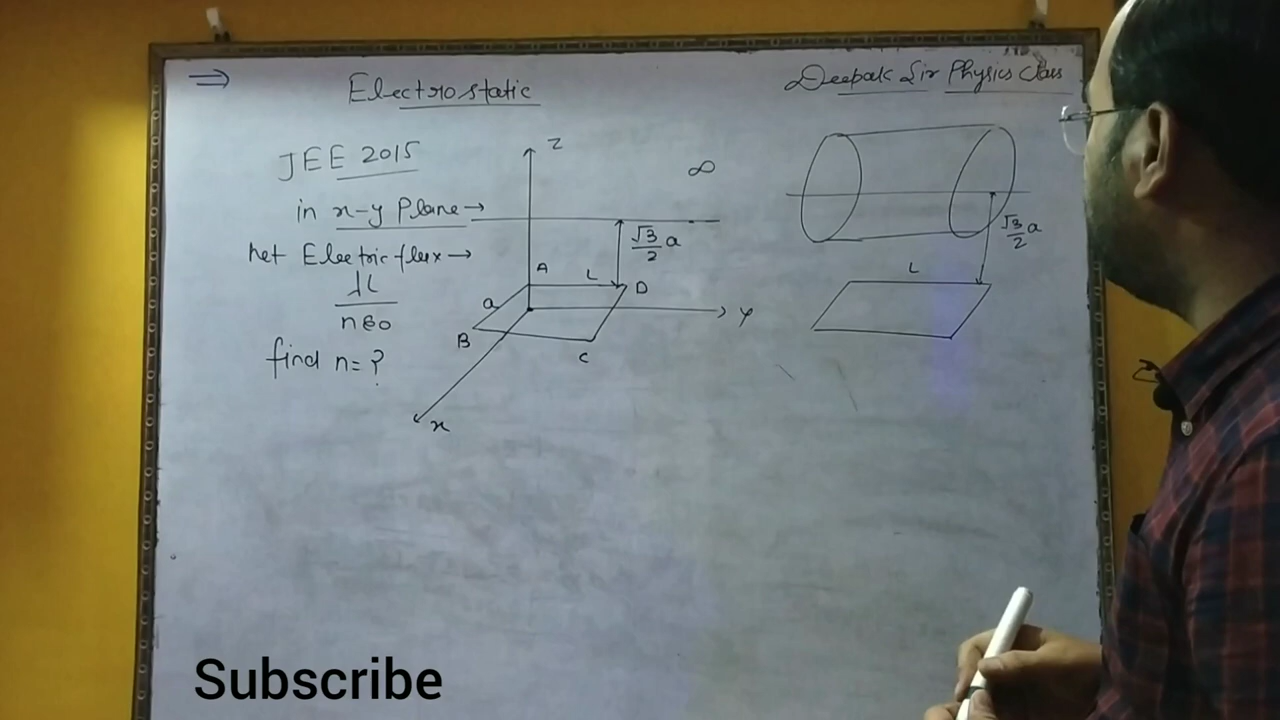 ⇒ Electrostatic
Deepak Sir Physics Class
JEE 2015
in x-y Plane →
net Electric flux →
λL
nε0
find n = ?
z
∞
√3/2 a
A
L
D
a
B
C
y
x
√3/2 a
L
Subscribe